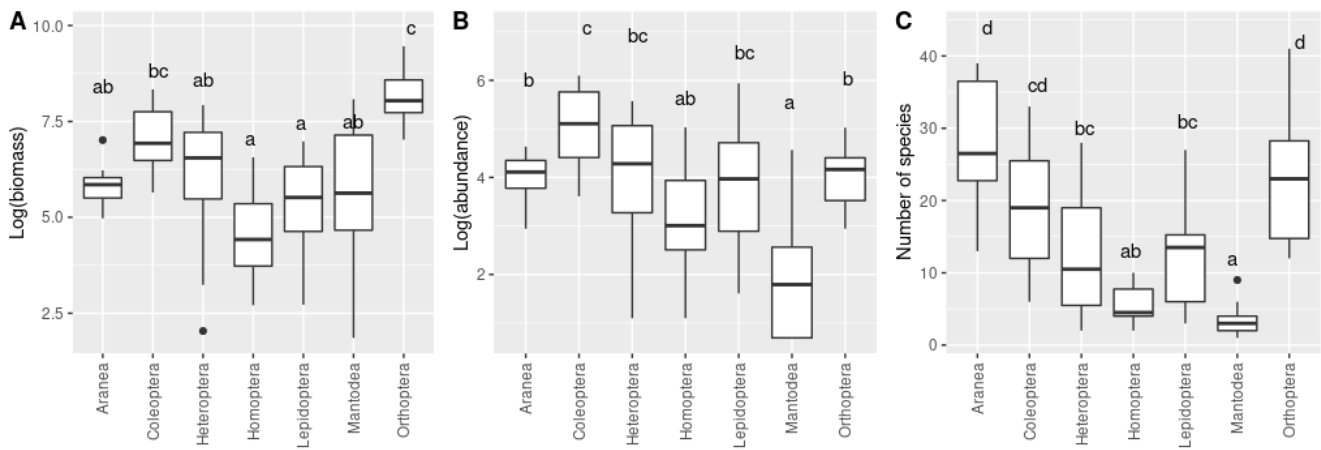 A
Log(biomass)
10.0
7.5
5.0
2.5
ab
bc
ab
a
a
ab
c
Aranea
Coleoptera
Heteroptera
Homoptera
Lepidoptera
Mantodea
Orthoptera
B
Log(abundance)
6
4
2
b
c
bc
ab
bc
a
b
Aranea
Coleoptera
Heteroptera
Homoptera
Lepidoptera
Mantodea
Orthoptera
C
Number of species
40
30
20
10
0
d
cd
bc
ab
bc
a
d
Aranea
Coleoptera
Heteroptera
Homoptera
Lepidoptera
Mantodea
Orthoptera